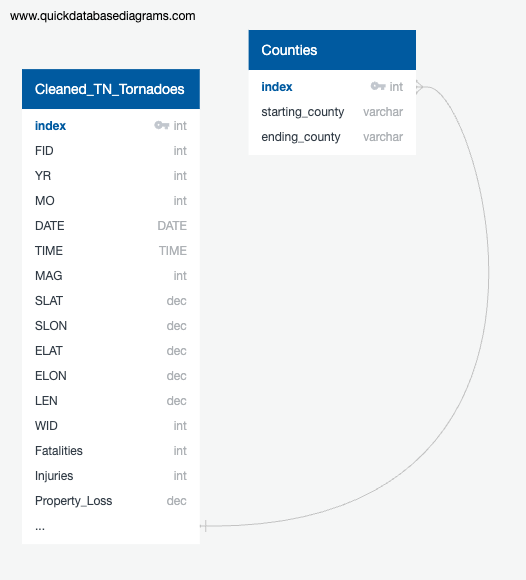 www.quickdatabasediagrams.com
Counties
index int
starting_county varchar
ending_county varchar
Cleaned_TN_Tornadoes
index int
FID int
YR int
MO int
DATE DATE
TIME TIME
MAG int
SLAT dec
SLON dec
ELAT dec
ELON dec
LEN dec
WID int
Fatalities int
Injuries int
Property_Loss dec
...